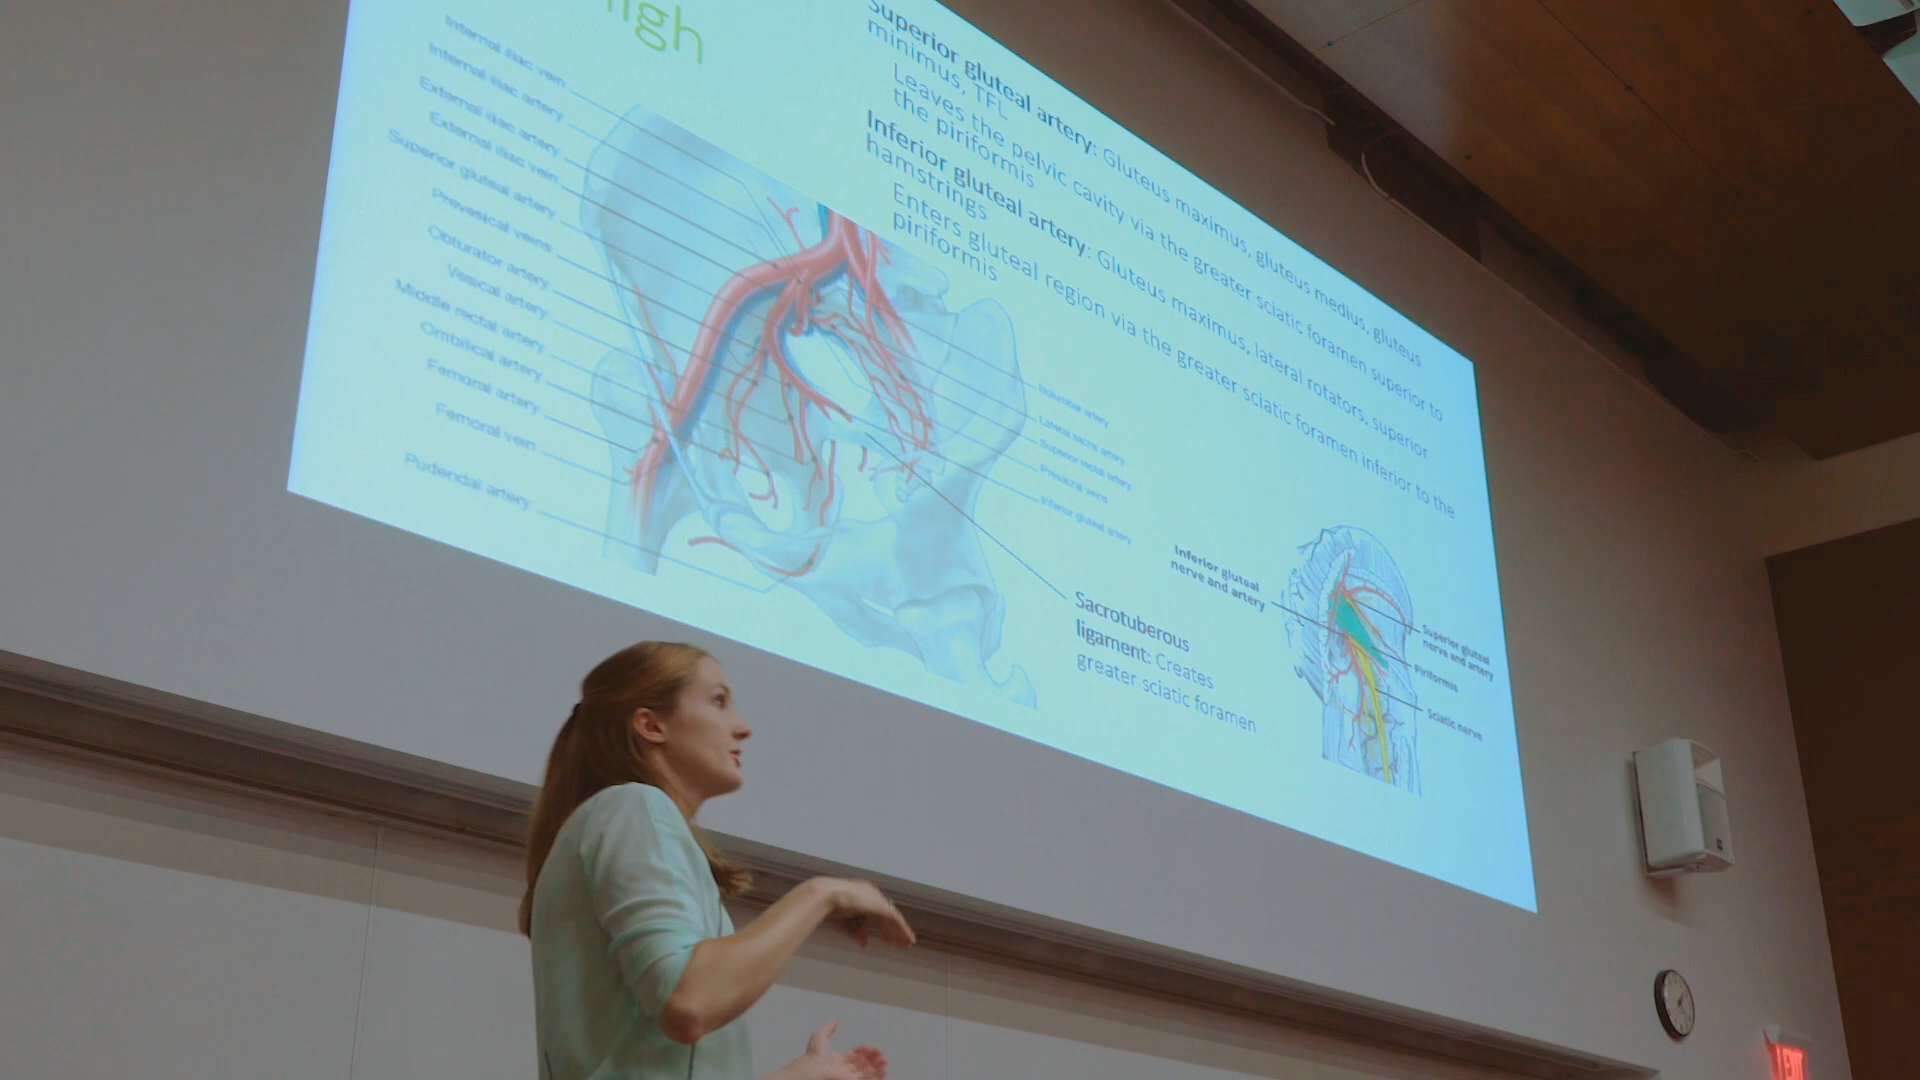 igh
Superior gluteal artery: Gluteus maximus, gluteus medius, gluteus
minimus, TFL
Leaves the pelvic cavity via the greater sciatic foramen superior to
the piriformis
Inferior gluteal artery: Gluteus maximus, lateral rotators, superior
hamstrings
Enters gluteal region via the greater sciatic foramen inferior to the
piriformis
Internal iliac vein
Internal iliac artery
External iliac artery
External iliac vein
Superior gluteal artery
Prevesical veins
Obturator artery
Vesical artery
Middle rectal artery
Ombilical artery
Femoral artery
Femoral vein
Pudendal artery
Iliolumbar artery
Lateral sacral artery
Superior rectal artery
Presacral veins
Inferior gluteal artery
Sacrotuberous
ligament: Creates
greater sciatic foramen
Inferior gluteal
nerve and artery
Superior gluteal
nerve and artery
Piriformis
Sciatic nerve
EXIT